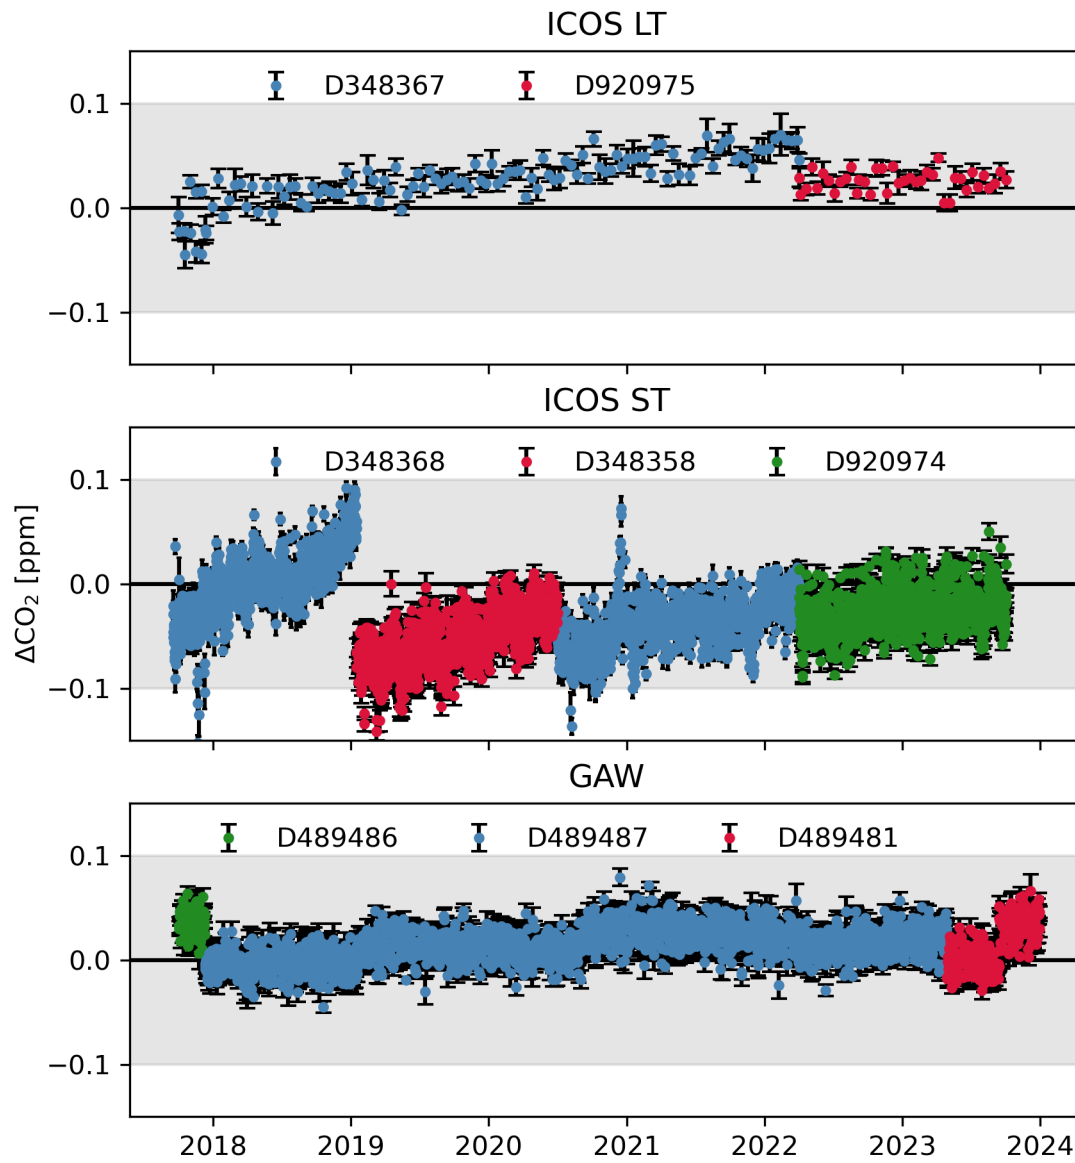 ICOS LT
D348367 D920975
0.1
0.0
−0.1
ICOS ST
D348368 D348358 D920974
0.1
0.0
−0.1
ΔCO₂ [ppm]
GAW
D489486 D489487 D489481
0.1
0.0
−0.1
2018 2019 2020 2021 2022 2023 2024